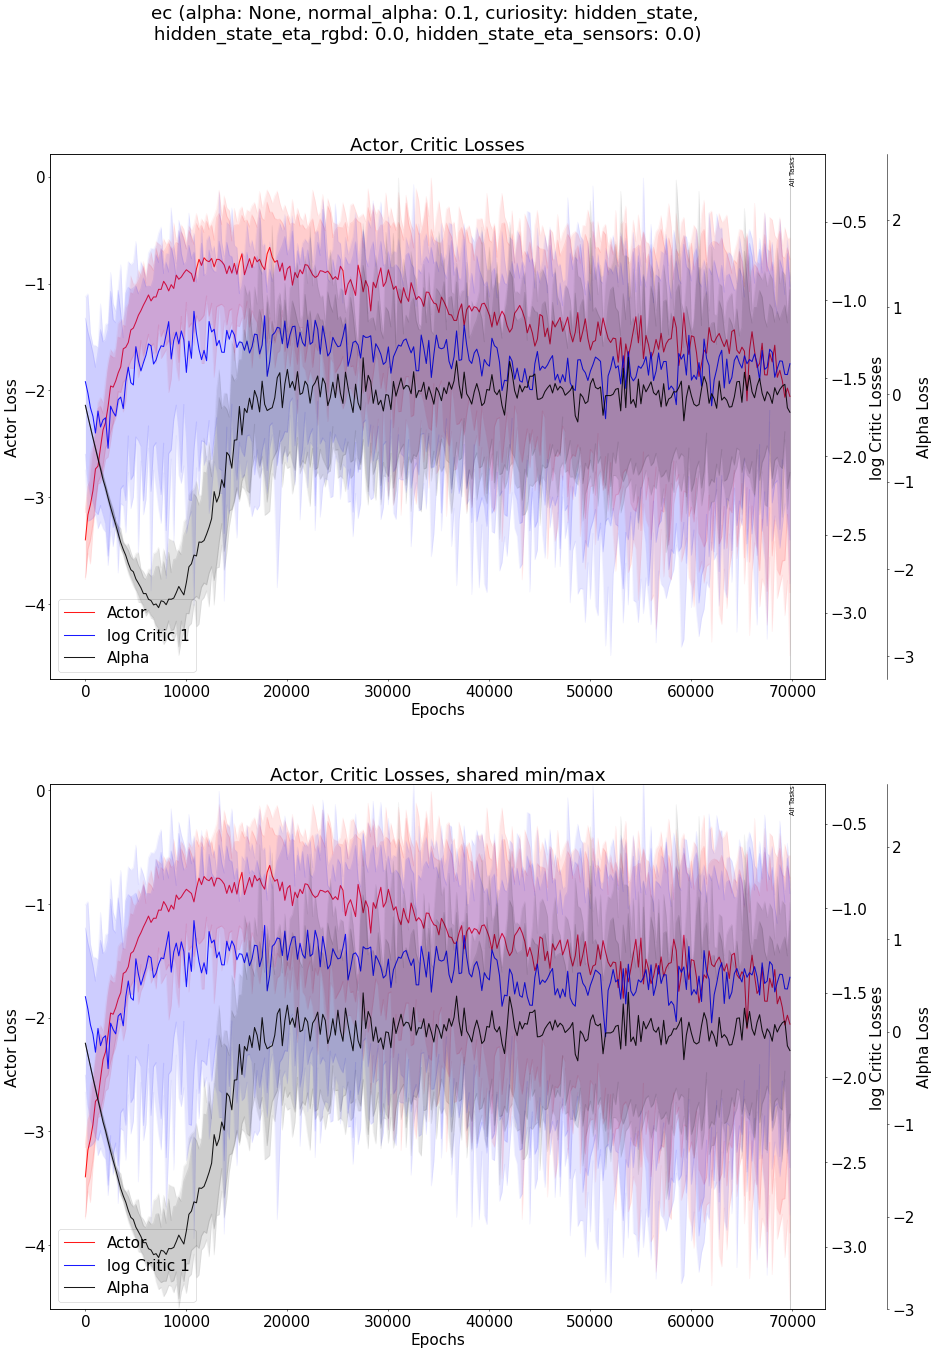 ec (alpha: None, normal_alpha: 0.1, curiosity: hidden_state,
hidden_state_eta_rgbd: 0.0, hidden_state_eta_sensors: 0.0)
Actor, Critic Losses
All Tasks
0
−1
−2
−3
−4
Actor Loss
−0.5
−1.0
−1.5
−2.0
−2.5
−3.0
log Critic Losses
2
1
0
−1
−2
−3
Alpha Loss
Actor
log Critic 1
Alpha
0 10000 20000 30000 40000 50000 60000 70000
Epochs
Actor, Critic Losses, shared min/max
All Tasks
0
−1
−2
−3
−4
Actor Loss
−0.5
−1.0
−1.5
−2.0
−2.5
−3.0
log Critic Losses
2
1
0
−1
−2
−3
Alpha Loss
Actor
log Critic 1
Alpha
0 10000 20000 30000 40000 50000 60000 70000
Epochs